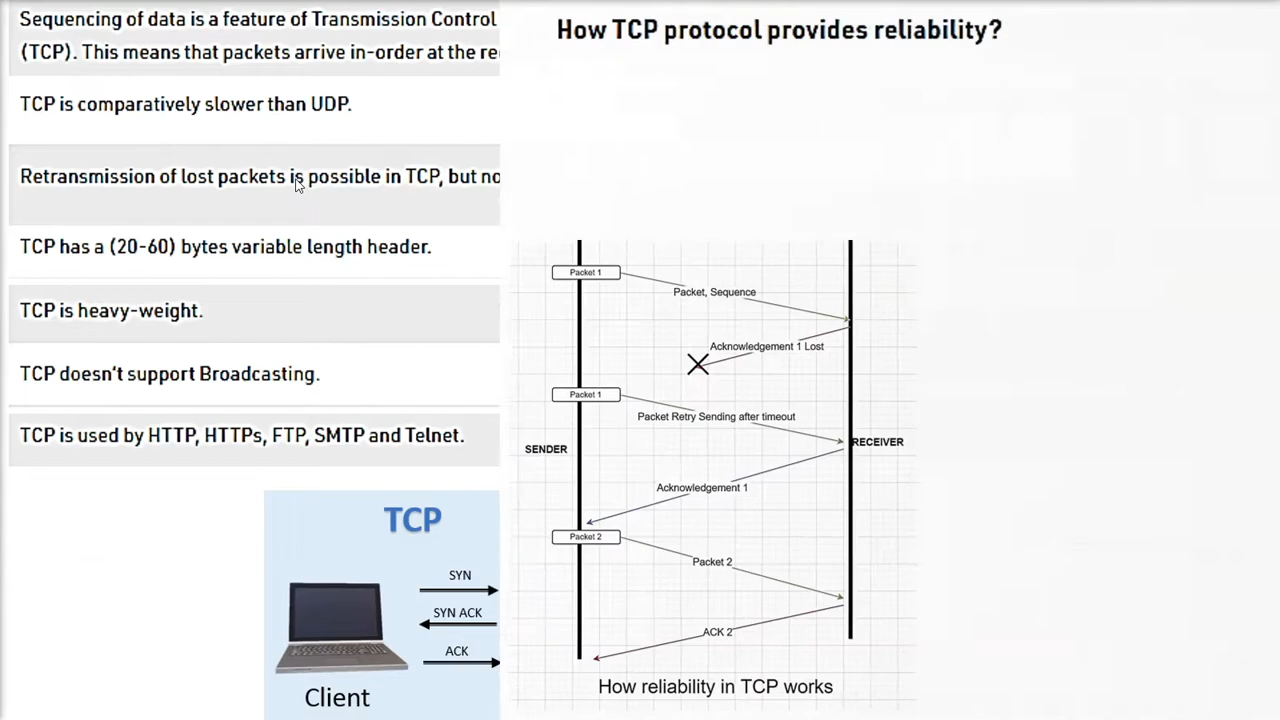 Sequencing of data is a feature of Transmission Control
(TCP). This means that packets arrive in-order at the
TCP is comparatively slower than UDP.
Retransmission of lost packets is possible in TCP, but
TCP has a (20-60) bytes variable length header.
TCP is heavy-weight.
TCP doesn't support Broadcasting.
TCP is used by HTTP, HTTPs, FTP, SMTP and Telnet.
TCP
SYN
SYN ACK
ACK
Client
How TCP protocol provides reliability?
Packet 1
Packet, Sequence
Acknowledgement 1 Lost
Packet 1
Packet Retry Sending after timeout
SENDER
RECEIVER
Acknowledgement 1
Packet 2
Packet 2
ACK 2
How reliability in TCP works